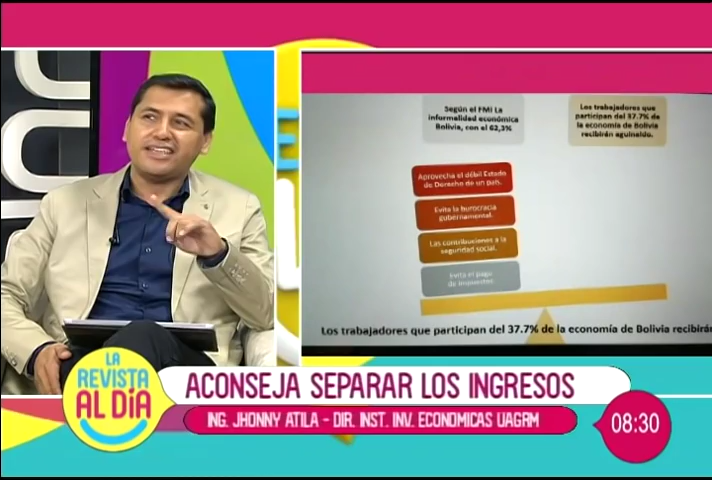 Según el FMI La
informalidad económica
Bolivia, con el 62,3%
Los trabajadores que
participan del 37.7% de
la economía de Bolivia
recibirán aguinaldo.
Aprovecha el débil Estado
de Derecho de un país.
Evita la burocracia
gubernamental.
Las contribuciones a la
seguridad social.
Evita el pago
de impuestos.
Los trabajadores que participan del 37.7% de la economía de Bolivia recibirán
LA
REVISTA
AL DÍA
ACONSEJA SEPARAR LOS INGRESOS
ING. JHONNY ATILA - DIR. INST. INV. ECONOMICAS UAGRM
08:30